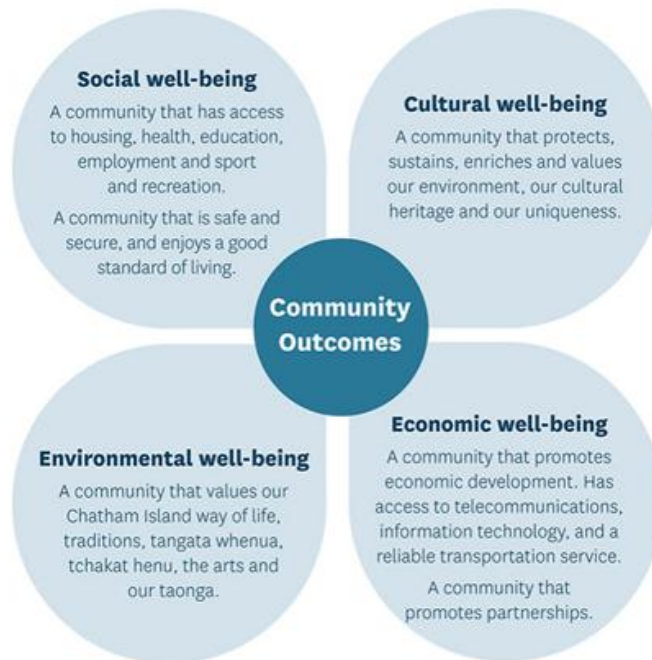 Social well-being
A community that has access
to housing, health, education,
employment and sport
and recreation.
A community that is safe and
secure, and enjoys a good
standard of living.
Cultural well-being
A community that protects,
sustains, enriches and values
our environment, our cultural
heritage and our uniqueness.
Community
Outcomes
Environmental well-being
A community that values our
Chatham Island way of life,
traditions, tangata whenua,
tchakat henu, the arts and
our taonga.
Economic well-being
A community that promotes
economic development. Has
access to telecommunications,
information technology, and a
reliable transportation service.
A community that
promotes partnerships.